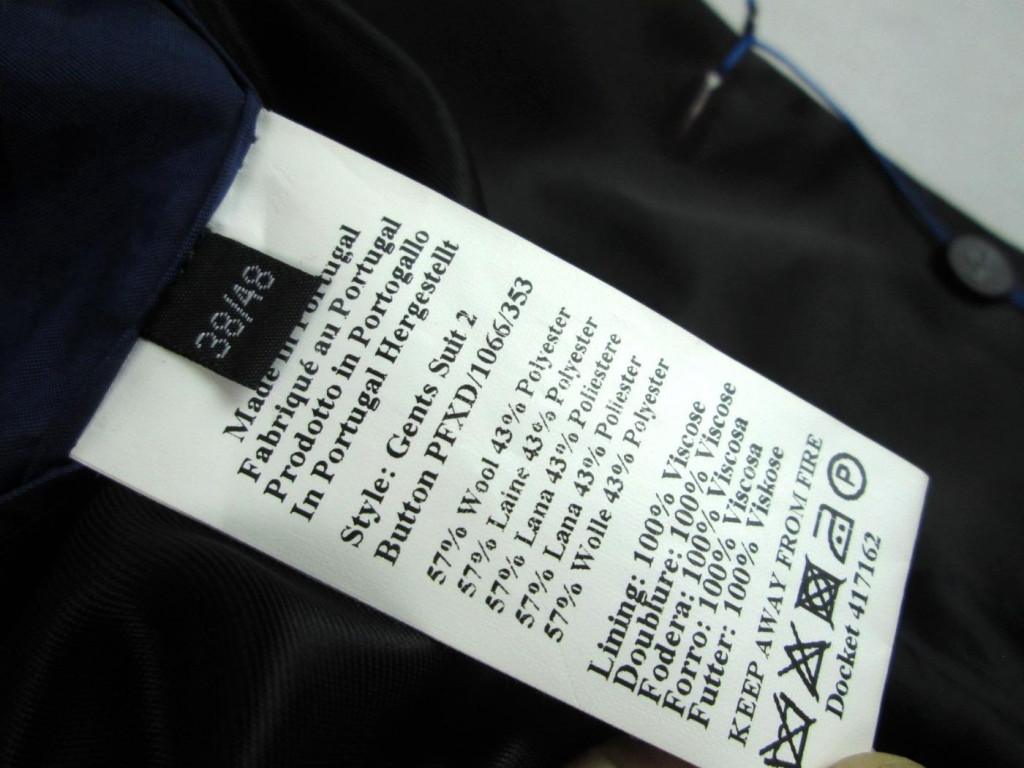 38/48
Made in Portugal
Fabriqué au Portugal
Prodotto in Portogallo
In Portugal Hergestellt
Style: Gents Suit 2
Button PFXD/1066/353
57% Wool 43% Polyester
57% Laine 43% Polyester
57% Lana 43% Poliestere
57% Lana 43% Poliester
57% Wolle 43% Polyester
Lining: 100% Viscose
Doublure: 100% Viscose
Fodera: 100% Viscosa
Forro: 100% Viscosa
Futter: 100% Viskose
KEEP AWAY FROM FIRE
P
Docket 417162